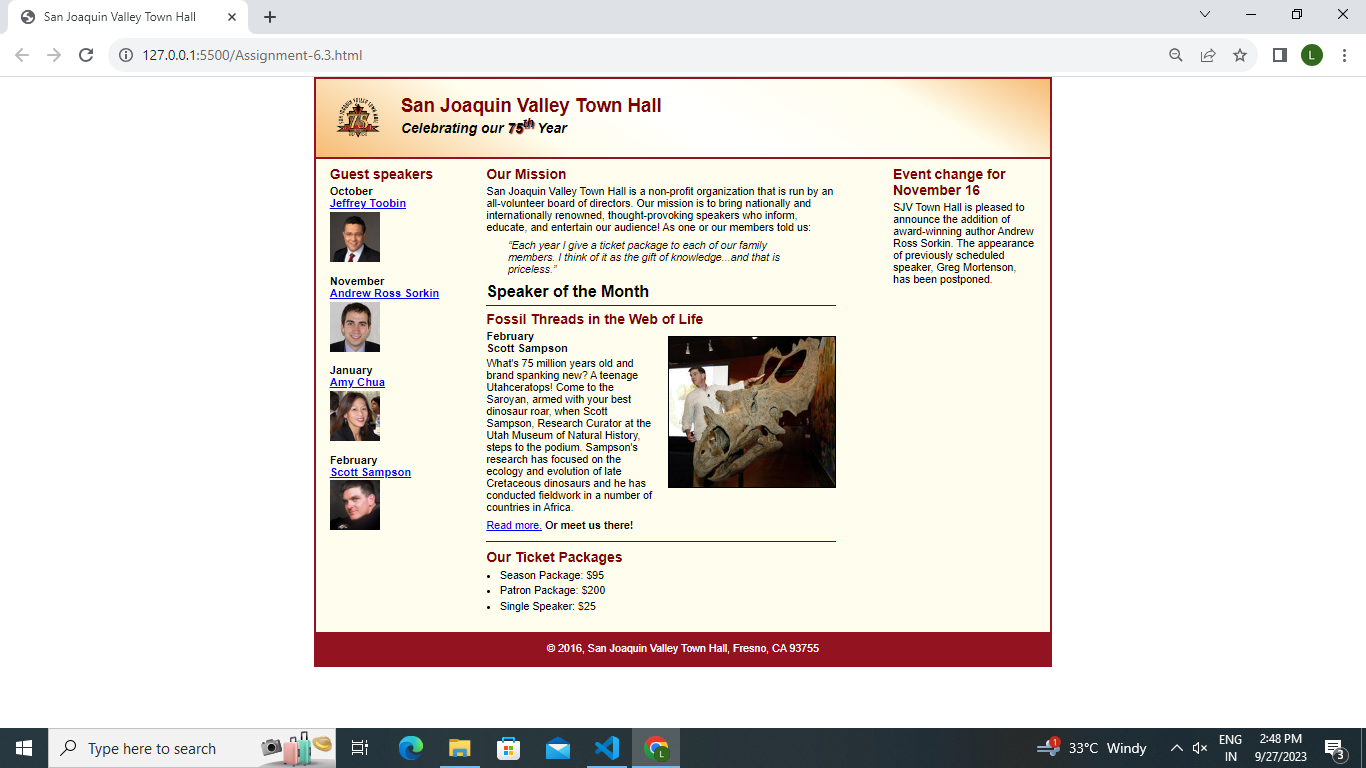 San Joaquin Valley Town Hall
127.0.0.1:5500/Assignment-6.3.html
L
SAN JOAQUIN VALLEY TOWN HALL
75
San Joaquin Valley Town Hall
Celebrating our 75th Year
Guest speakers
October
Jeffrey Toobin
November
Andrew Ross Sorkin
January
Amy Chua
February
Scott Sampson
Our Mission
San Joaquin Valley Town Hall is a non-profit organization that is run by an
all-volunteer board of directors. Our mission is to bring nationally and
internationally renowned, thought-provoking speakers who inform,
educate, and entertain our audience! As one or our members told us:
“Each year I give a ticket package to each of our family
members. I think of it as the gift of knowledge...and that is
priceless.”
Speaker of the Month
Fossil Threads in the Web of Life
February
Scott Sampson
What's 75 million years old and
brand spanking new? A teenage
Utahceratops! Come to the
Saroyan, armed with your best
dinosaur roar, when Scott
Sampson, Research Curator at the
Utah Museum of Natural History,
steps to the podium. Sampson's
research has focused on the
ecology and evolution of late
Cretaceous dinosaurs and he has
conducted fieldwork in a number of
countries in Africa.
Read more. Or meet us there!
Our Ticket Packages
• Season Package: $95
• Patron Package: $200
• Single Speaker: $25
Event change for
November 16
SJV Town Hall is pleased to
announce the addition of
award-winning author Andrew
Ross Sorkin. The appearance
of previously scheduled
speaker, Greg Mortenson,
has been postponed.
© 2016, San Joaquin Valley Town Hall, Fresno, CA 93755
Type here to search
L
1
33°C Windy
ENG
IN
2:48 PM
9/27/2023
3